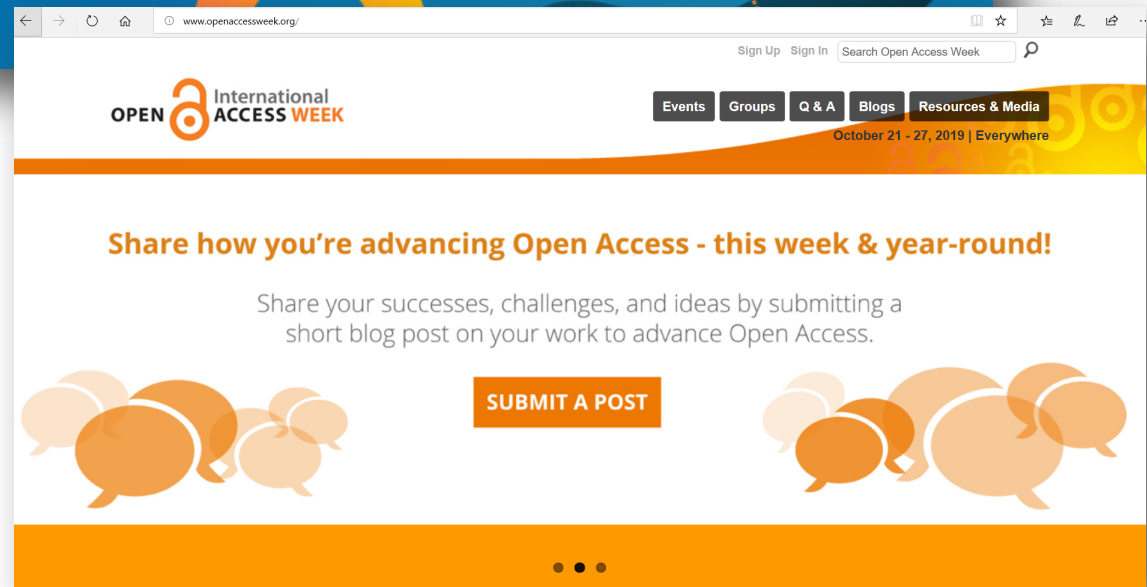 www.openaccessweek.org/
Sign Up Sign In Search Open Access Week
OPEN International
ACCESS WEEK
Events Groups Q & A Blogs Resources & Media
October 21 - 27, 2019 | Everywhere
Share how you're advancing Open Access - this week & year-round!
Share your successes, challenges, and ideas by submitting a
short blog post on your work to advance Open Access.
SUBMIT A POST